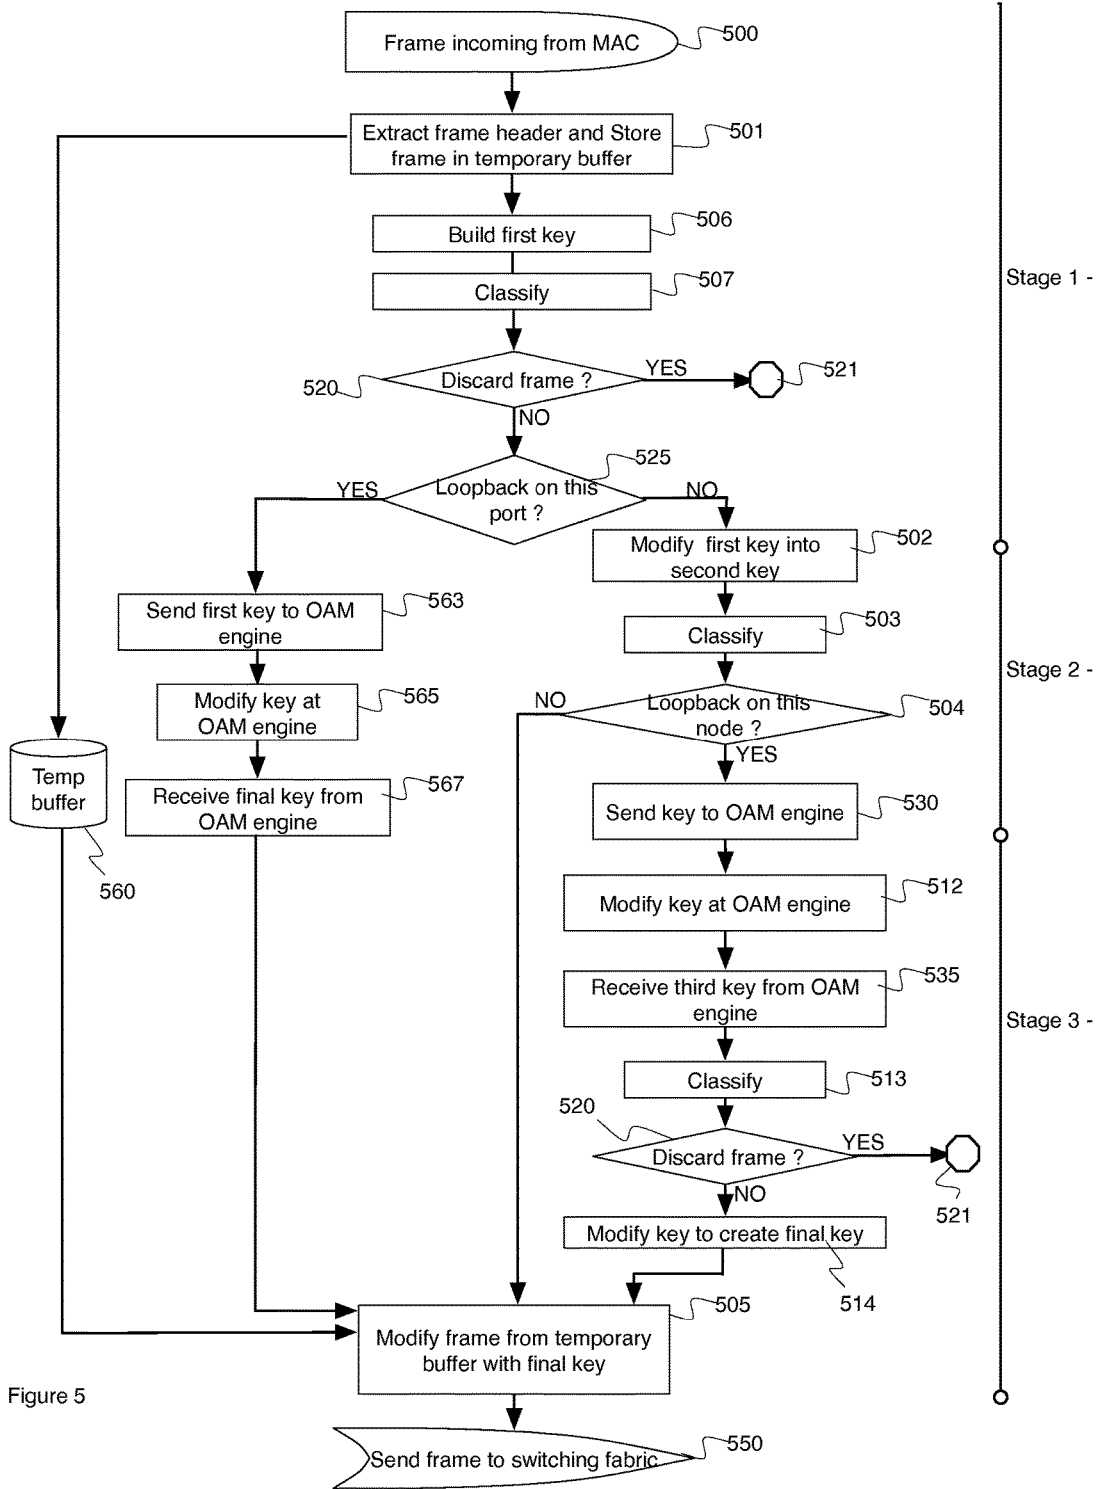 Frame incoming from MAC
500
Extract frame header and Store
frame in temporary buffer
501
Build first key
506
Classify
507
Stage 1 -
Discard frame ?
520
YES
521
NO
Loopback on this
port ?
525
YES
NO
Modify first key into
second key
502
Send first key to OAM
engine
563
Classify
503
Stage 2 -
Modify key at
OAM engine
565
Loopback on this
node ?
504
NO
YES
Temp
buffer
560
Receive final key from
OAM engine
567
Send key to OAM engine
530
Modify key at OAM engine
512
Receive third key from OAM
engine
535
Stage 3 -
Classify
513
520
Discard frame ?
YES
521
NO
Modify key to create final key
514
Modify frame from temporary
buffer with final key
505
Figure 5
Send frame to switching fabric
550